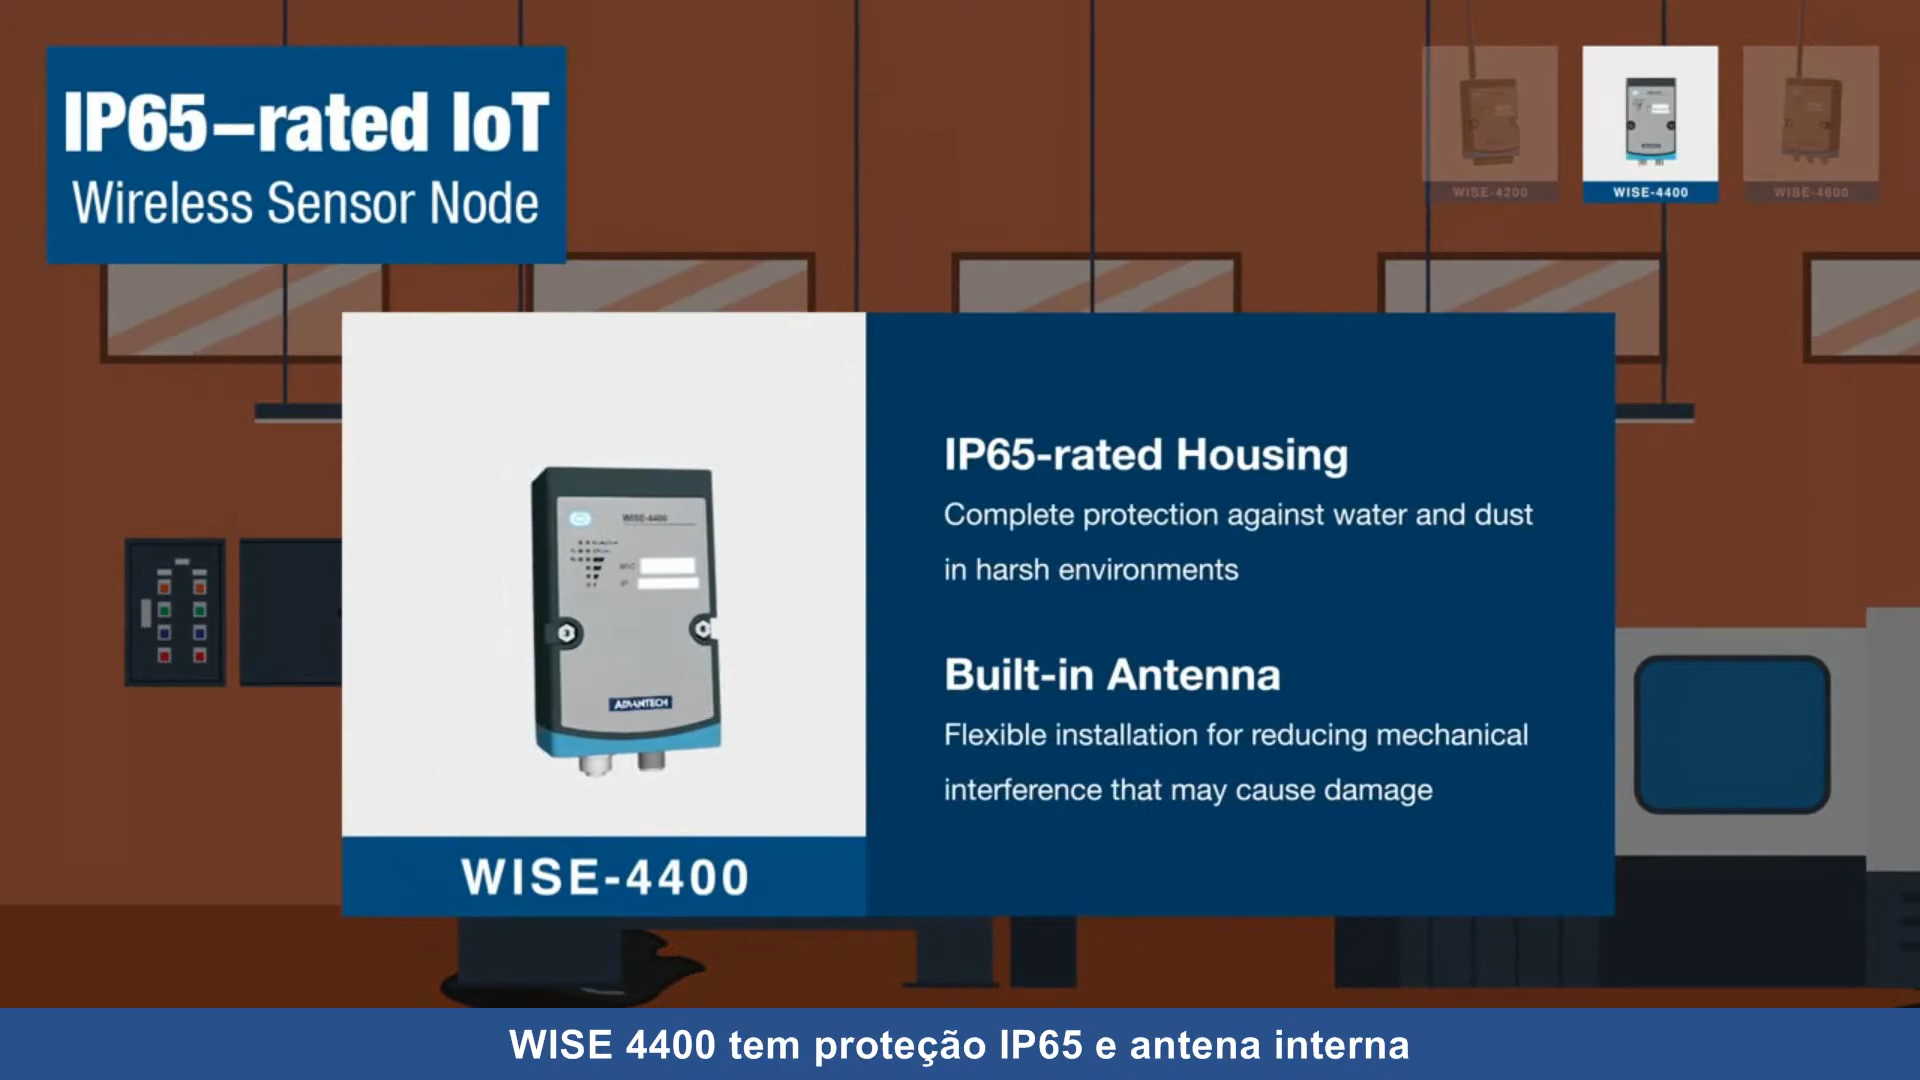 IP65–rated IoT
Wireless Sensor Node
WISE-4200
WISE-4400
WISE-4600
IP65-rated Housing
Complete protection against water and dust
in harsh environments
Built-in Antenna
Flexible installation for reducing mechanical
interference that may cause damage
WISE-4400
ADVANTECH
WISE-4400
WISE 4400 tem proteção IP65 e antena interna